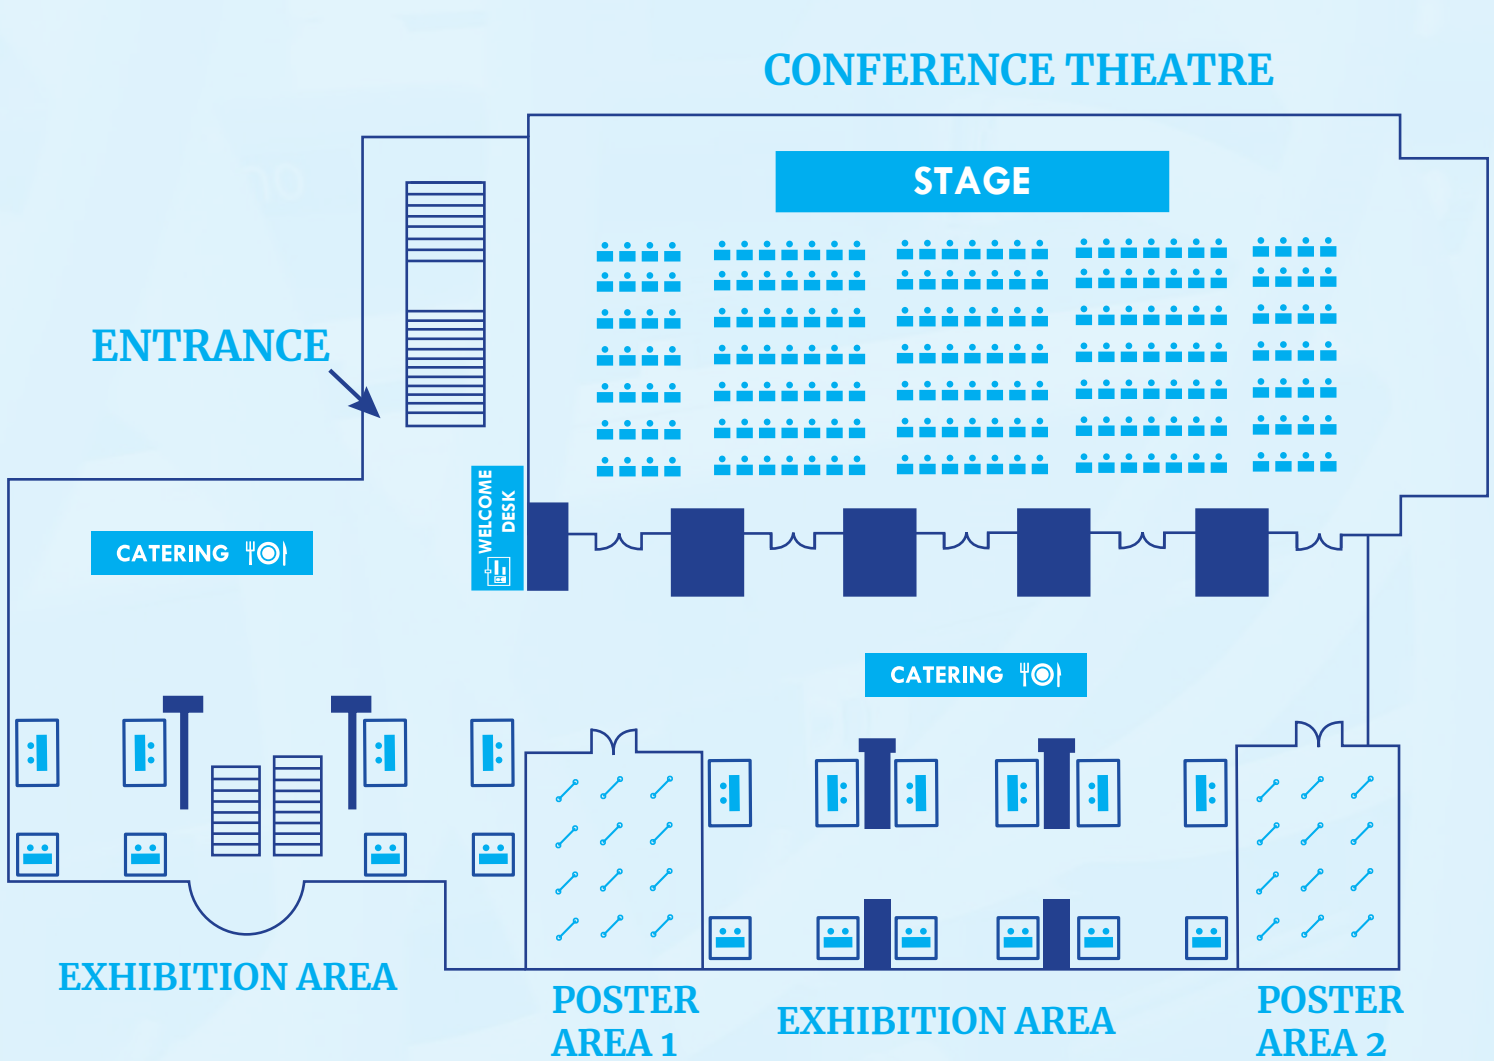 CONFERENCE THEATRE
STAGE
ENTRANCE
WELCOME
DESK
CATERING
CATERING
EXHIBITION AREA
POSTER
AREA 1
EXHIBITION AREA
POSTER
AREA 2